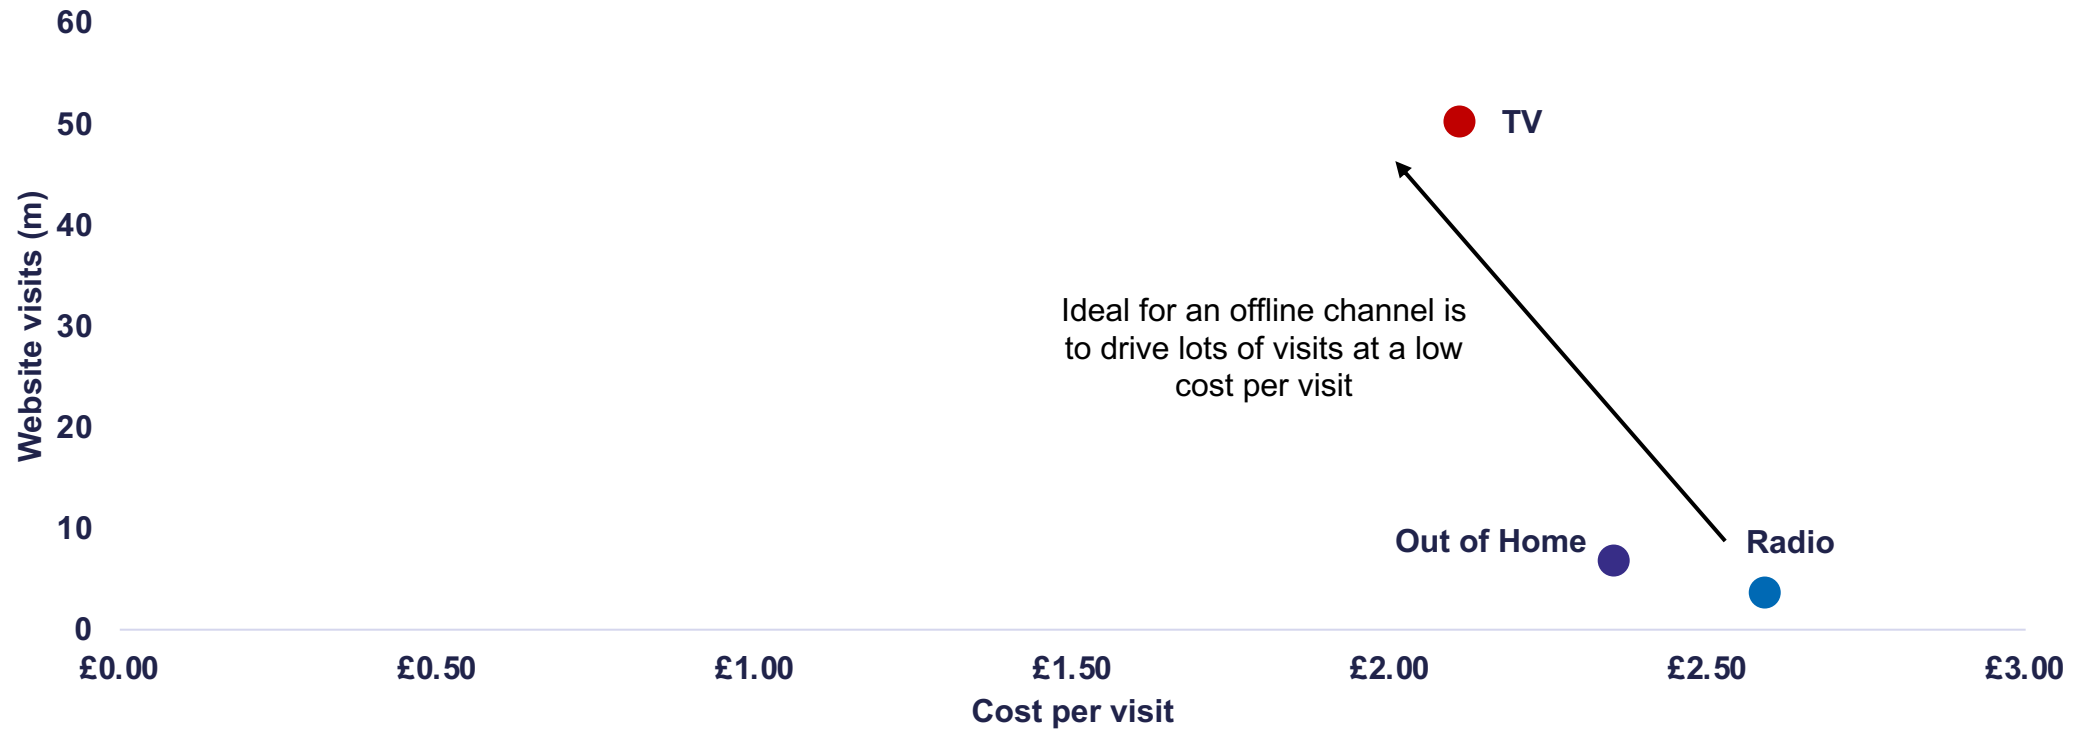 60
50
40
30
20
10
0
Website visits (m)
TV
Ideal for an offline channel is
to drive lots of visits at a low
cost per visit
Out of Home
Radio
£0.00
£0.50
£1.00
£1.50
£2.00
£2.50
£3.00
Cost per visit